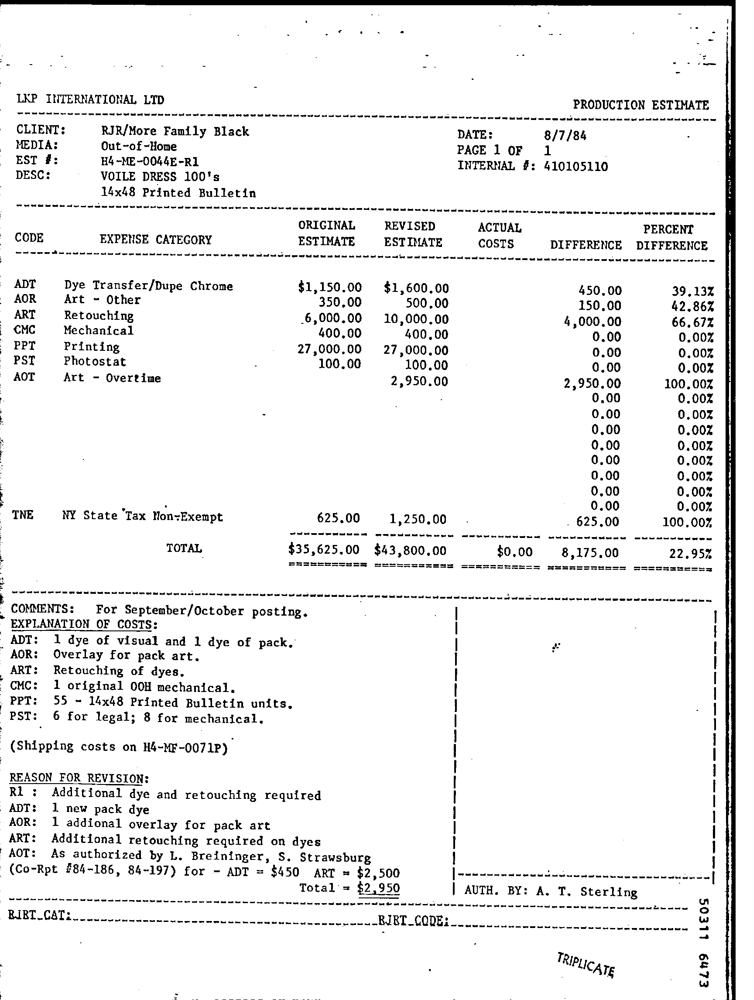 LKP INTERNATIONAL LTD PRODUCTION ESTIMATE
CLIENT: RJR/More Family Black DATE: 8/7/84
MEDIA: Out-of-Home PAGE 1 OF 1
EST #: H4-ME-0044E-R1 INTERNAL #: 410105110
DESC: VOILE DRESS 100's
14x48 Printed Bulletin
ORIGINAL REVISED ACTUAL PERCENT
CODE EXPENSE CATEGORY ESTIMATE ESTIMATE COSTS DIFFERENCE DIFFERENCE
ADT Dye Transfer/Dupe Chrome $1,150.00 $1,600.00 450.00 39.13%
AOR Art - Other 350.00 500.00 150.00 42.86%
ART Retouching 6,000.00 10,000.00 4,000.00 66.67%
CMC Mechanical 400.00 400.00 0.00 0.00%
PPT Printing 27,000.00 27,000.00 0.00 0.00%
PST Photostat 100.00 100.00 0.00 0.00%
AOT Art - Overtime 2,950.00 2,950.00 100.00%
0.00 0.00%
0.00 0.00%
0.00 0.00%
0.00 0.00%
0.00 0.00%
0.00 0.00%
0.00 0.00%
0.00 0.00%
TNE NY State Tax Non-Exempt 625.00 1,250.00 625.00 100.00%
TOTAL $35,625.00 $43,800.00 $0.00 8,175.00 22.95%
COMMENTS: For September/October posting.
EXPLANATION OF COSTS:
ADT: 1 dye of visual and 1 dye of pack.
AOR: Overlay for pack art.
ART: Retouching of dyes.
CMC: 1 original OOH mechanical.
PPT: 55 - 14x48 Printed Bulletin units.
PST: 6 for legal; 8 for mechanical.
(Shipping costs on H4-MF-0071P)
REASON FOR REVISION:
R1 : Additional dye and retouching required
ADT: 1 new pack dye
AOR: 1 addional overlay for pack art
ART: Additional retouching required on dyes
AOT: As authorized by L. Breininger, S. Strawsburg
(Co-Rpt #84-186, 84-197) for - ADT = $450 ART = $2,500
Total = $2,950 AUTH. BY: A. T. Sterling
RJRT CAT: RJRT CODE:
50311 6473
TRIPLICATE